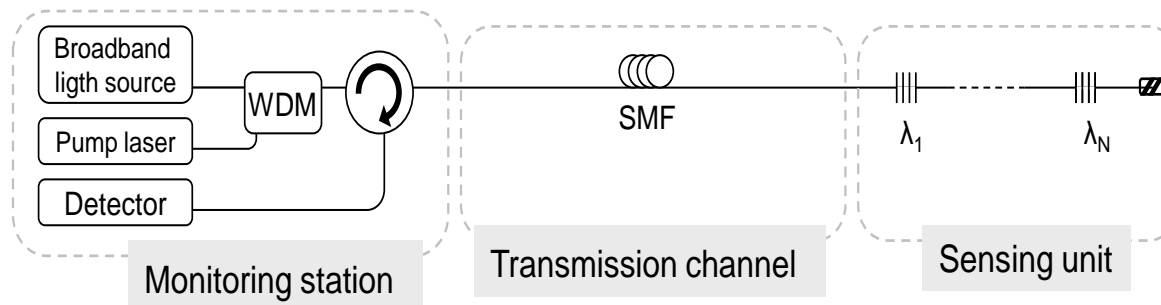 Broadband
ligth source
WDM
Pump laser
Detector
Monitoring station
SMF
Transmission channel
λ1
λN
Sensing unit